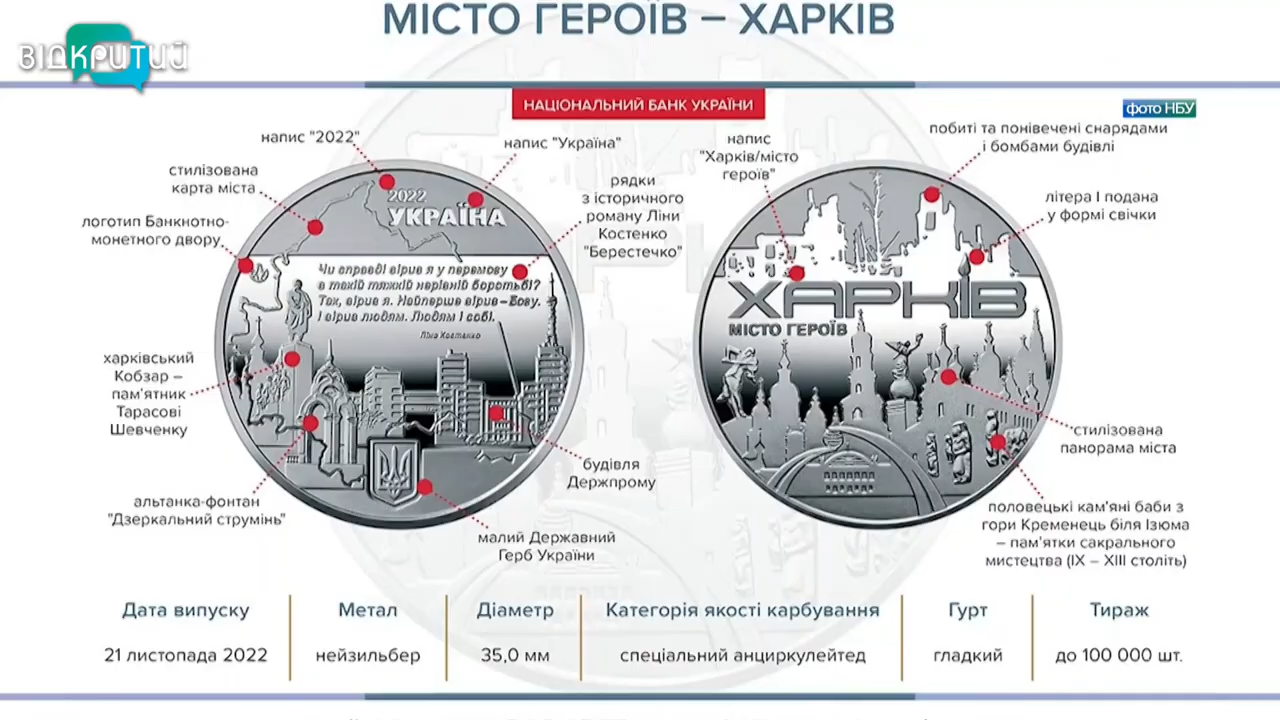 МІСТО ГЕРОЇВ – ХАРКІВ
ВІДКРИТИЙ
НАЦІОНАЛЬНИЙ БАНК УКРАЇНИ
фото НБУ
напис "2022"
напис "Україна"
стилізована
карта міста
логотип Банкнотно-
монетного двору
рядки
з історичного
роману Ліни
Костенко
"Берестечко"
харківський
Кобзар –
пам'ятник
Тарасові
Шевченку
альтанка-фонтан
"Дзеркальний струмінь"
будівля
Держпрому
малий Державний
Герб України
2022
УКРАЇНА
Чи справді вірив я у перемогу
в такій тяжкій нерівній боротьбі?
Так, вірив я. Найперше вірив – Богу.
І вірив людям. Людям і собі.
Ліна Костенко
напис
"Харків/місто
героїв"
побиті та понівечені снарядами
і бомбами будівлі
літера І подана
у формі свічки
ХАРКІВ
МІСТО ГЕРОЇВ
стилізована
панорама міста
половецькі кам'яні баби з
гори Кременець біля Ізюма
– пам'ятки сакрального
мистецтва (IX – XIII століть)
Дата випуску
21 листопада 2022
Метал
нейзильбер
Діаметр
35,0 мм
Категорія якості карбування
спеціальний анциркулейтед
Гурт
гладкий
Тираж
до 100 000 шт.